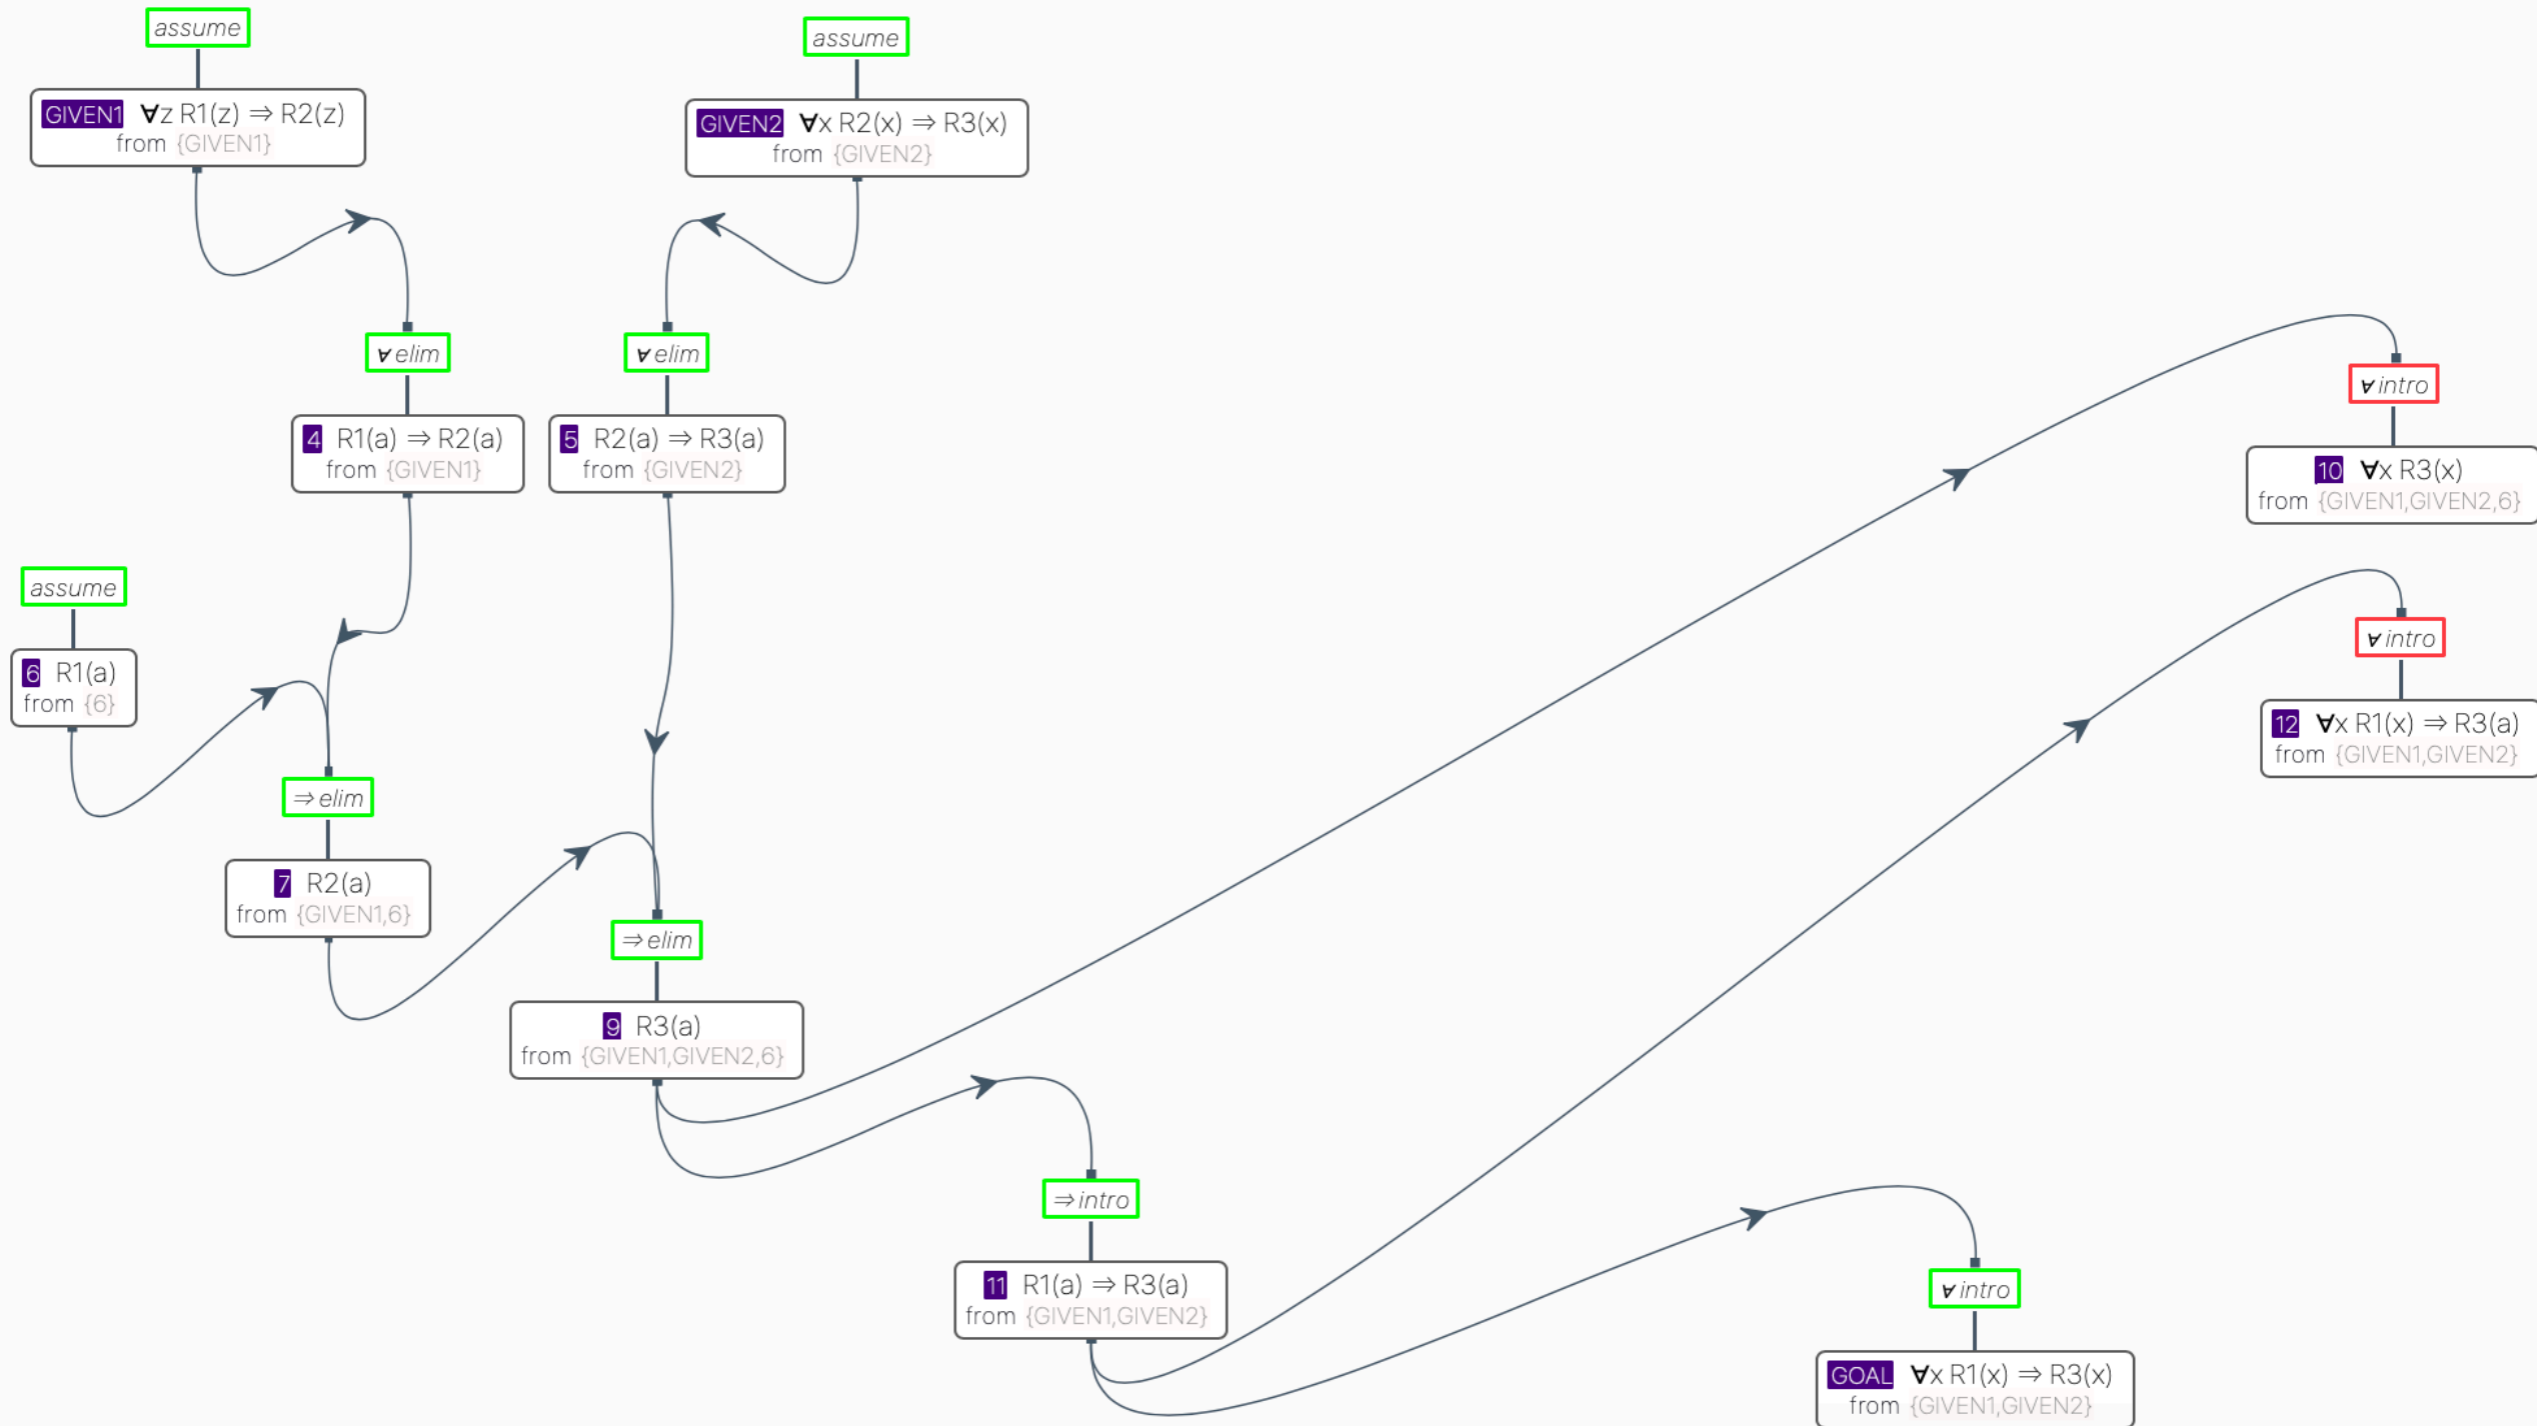 assume
GIVEN1 ∀z R1(z) ⇒ R2(z)
from {GIVEN1}
assume
GIVEN2 ∀x R2(x) ⇒ R3(x)
from {GIVEN2}
∀ elim
4 R1(a) ⇒ R2(a)
from {GIVEN1}
∀ elim
5 R2(a) ⇒ R3(a)
from {GIVEN2}
∀ intro
10 ∀x R3(x)
from {GIVEN1,GIVEN2,6}
assume
6 R1(a)
from {6}
∀ intro
12 ∀x R1(x) ⇒ R3(a)
from {GIVEN1,GIVEN2}
⇒ elim
7 R2(a)
from {GIVEN1,6}
⇒ elim
9 R3(a)
from {GIVEN1,GIVEN2,6}
⇒ intro
11 R1(a) ⇒ R3(a)
from {GIVEN1,GIVEN2}
∀ intro
GOAL ∀x R1(x) ⇒ R3(x)
from {GIVEN1,GIVEN2}